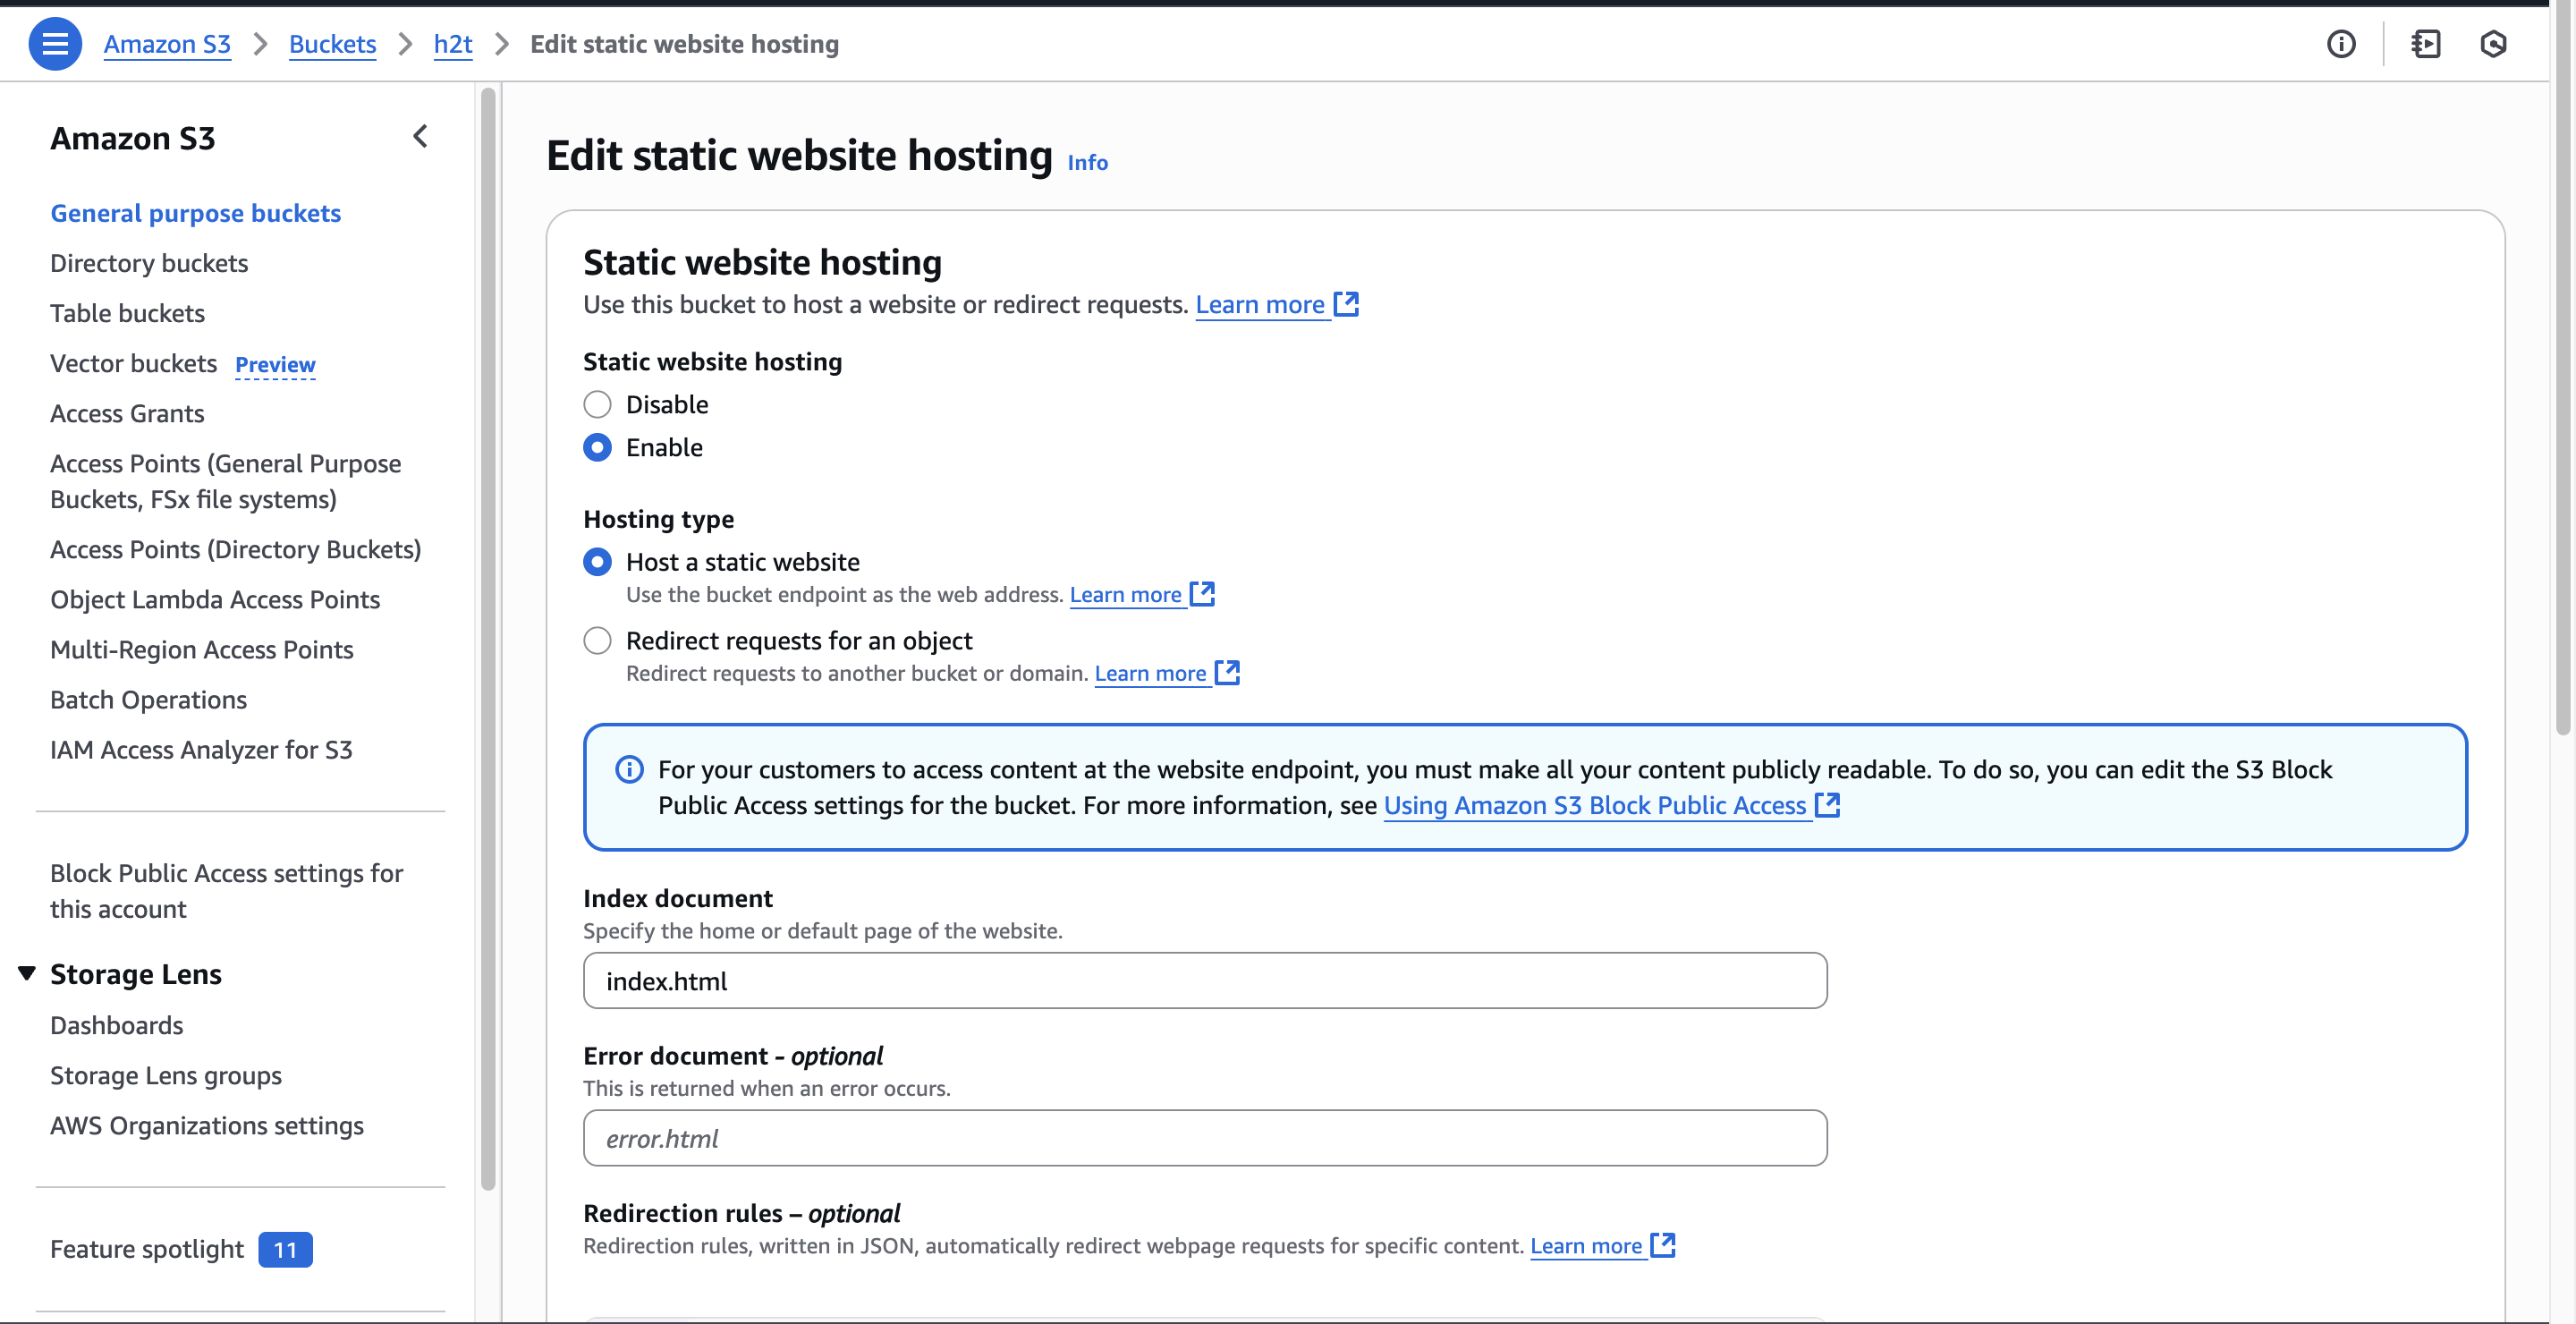 Amazon S3 > Buckets > h2t > Edit static website hosting
Amazon S3
General purpose buckets
Directory buckets
Table buckets
Vector buckets Preview
Access Grants
Access Points (General Purpose
Buckets, FSx file systems)
Access Points (Directory Buckets)
Object Lambda Access Points
Multi-Region Access Points
Batch Operations
IAM Access Analyzer for S3
Block Public Access settings for
this account
Storage Lens
Dashboards
Storage Lens groups
AWS Organizations settings
Feature spotlight 11
Edit static website hosting Info
Static website hosting
Use this bucket to host a website or redirect requests. Learn more
Static website hosting
Disable
Enable
Hosting type
Host a static website
Use the bucket endpoint as the web address. Learn more
Redirect requests for an object
Redirect requests to another bucket or domain. Learn more
For your customers to access content at the website endpoint, you must make all your content publicly readable. To do so, you can edit the S3 Block
Public Access settings for the bucket. For more information, see Using Amazon S3 Block Public Access
Index document
Specify the home or default page of the website.
index.html
Error document - optional
This is returned when an error occurs.
error.html
Redirection rules – optional
Redirection rules, written in JSON, automatically redirect webpage requests for specific content. Learn more